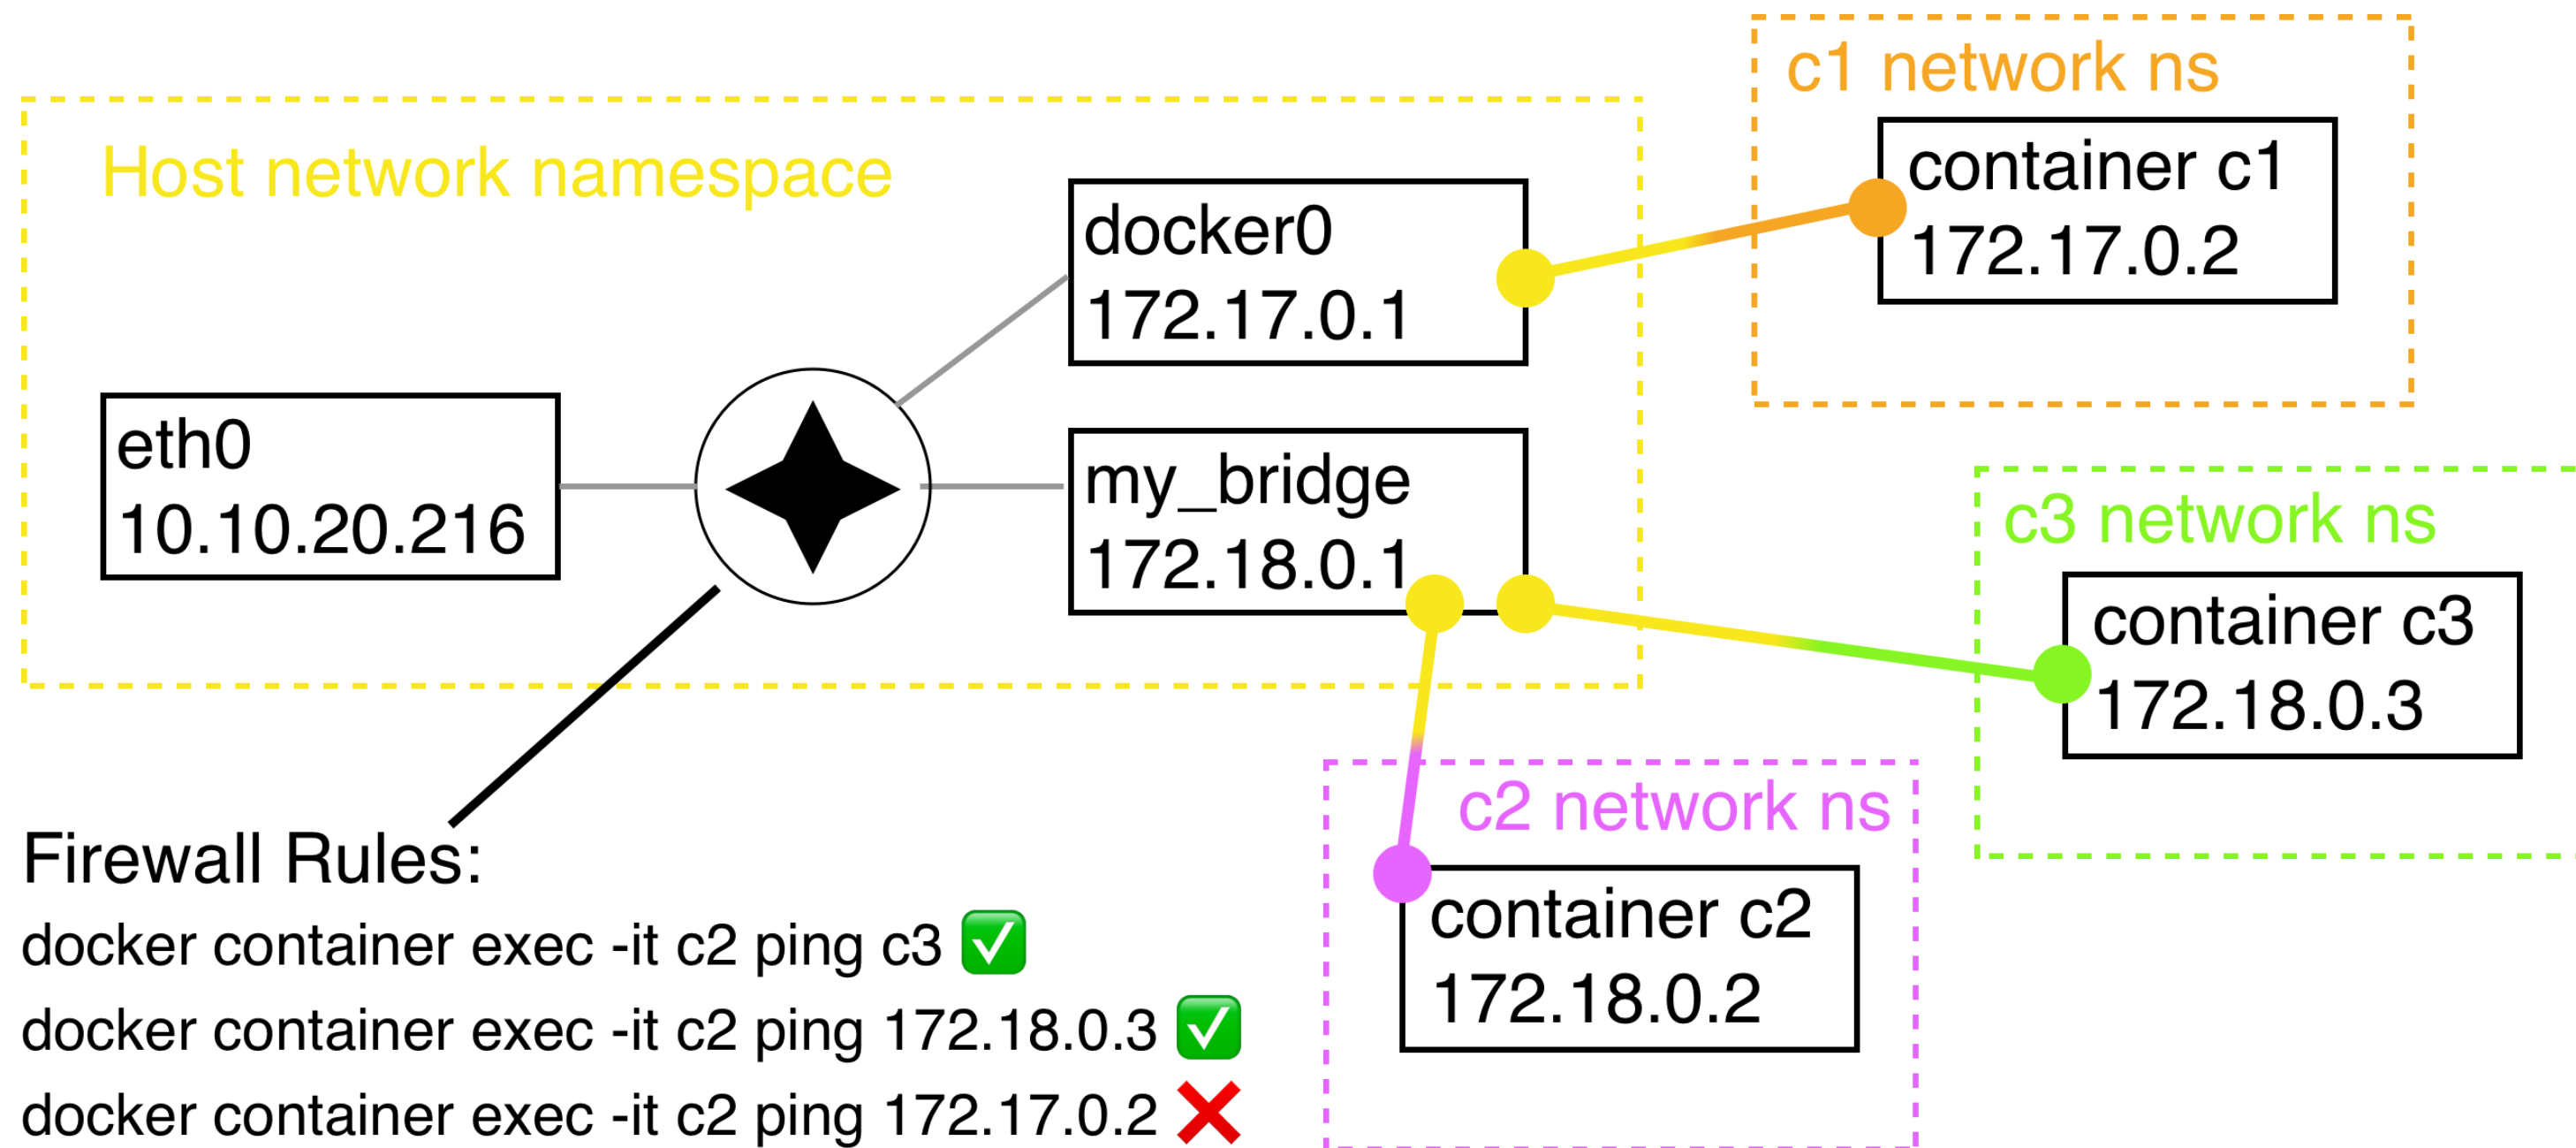 c1 network ns
container c1
172.17.0.2
Host network namespace
docker0
172.17.0.1
eth0
10.10.20.216
my_bridge
172.18.0.1
c3 network ns
container c3
172.18.0.3
c2 network ns
container c2
172.18.0.2
Firewall Rules:
docker container exec -it c2 ping c3 ✅
docker container exec -it c2 ping 172.18.0.3 ✅
docker container exec -it c2 ping 172.17.0.2 ❌